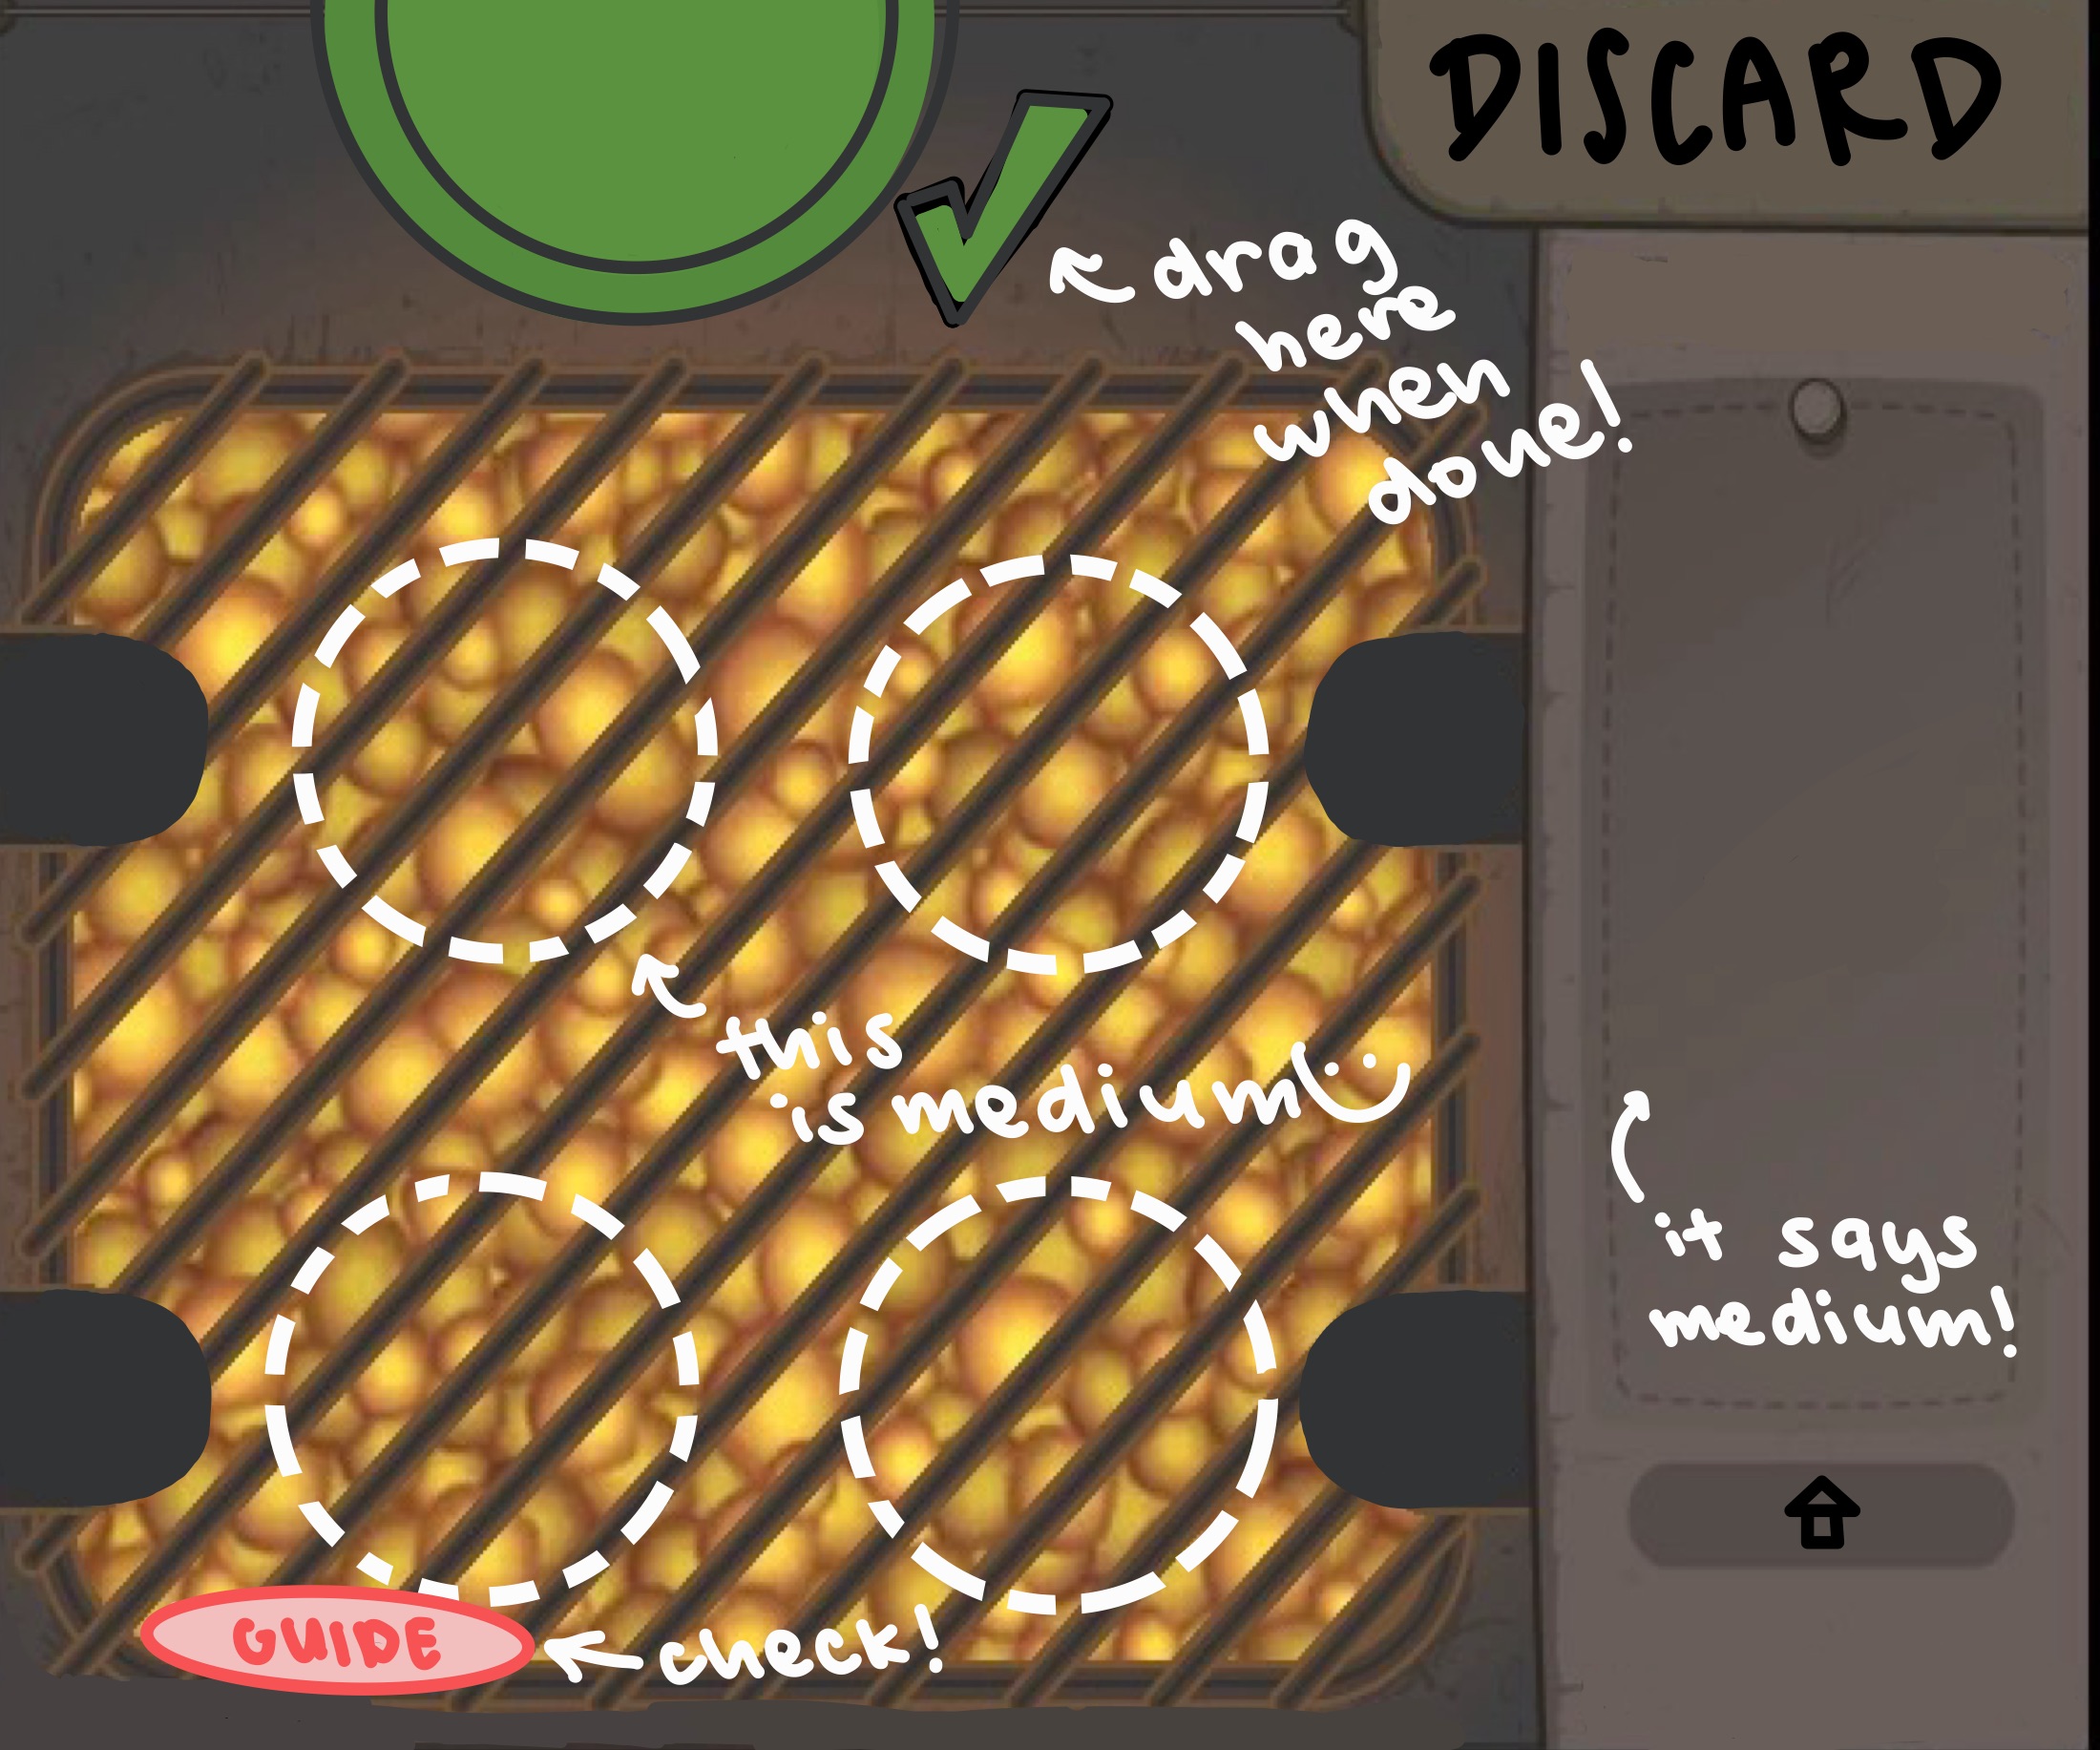 DISCARD
drag
here
when
done!
this
is medium
it says
medium!
GUIDE
check!